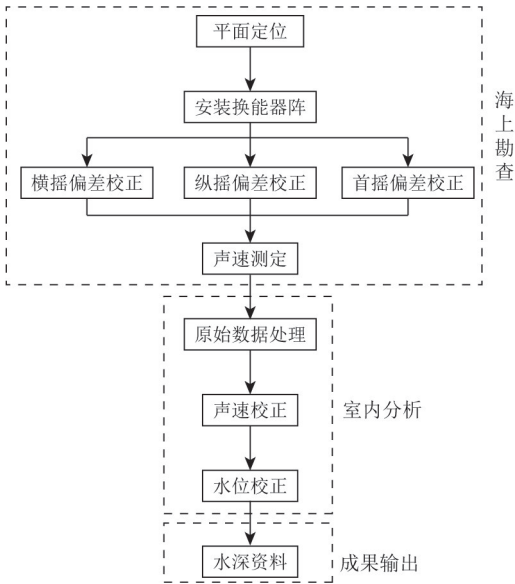 平面定位
安装换能器阵
横摇偏差校正
纵摇偏差校正
首摇偏差校正
声速测定
海上勘查
原始数据处理
声速校正
水位校正
室内分析
水深资料
成果输出